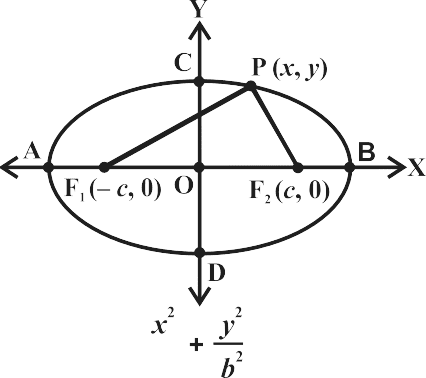 Y
C P (x, y)
A B
F₁ (– c, 0) O F₂ (c, 0) X
D
x² + y²/b²